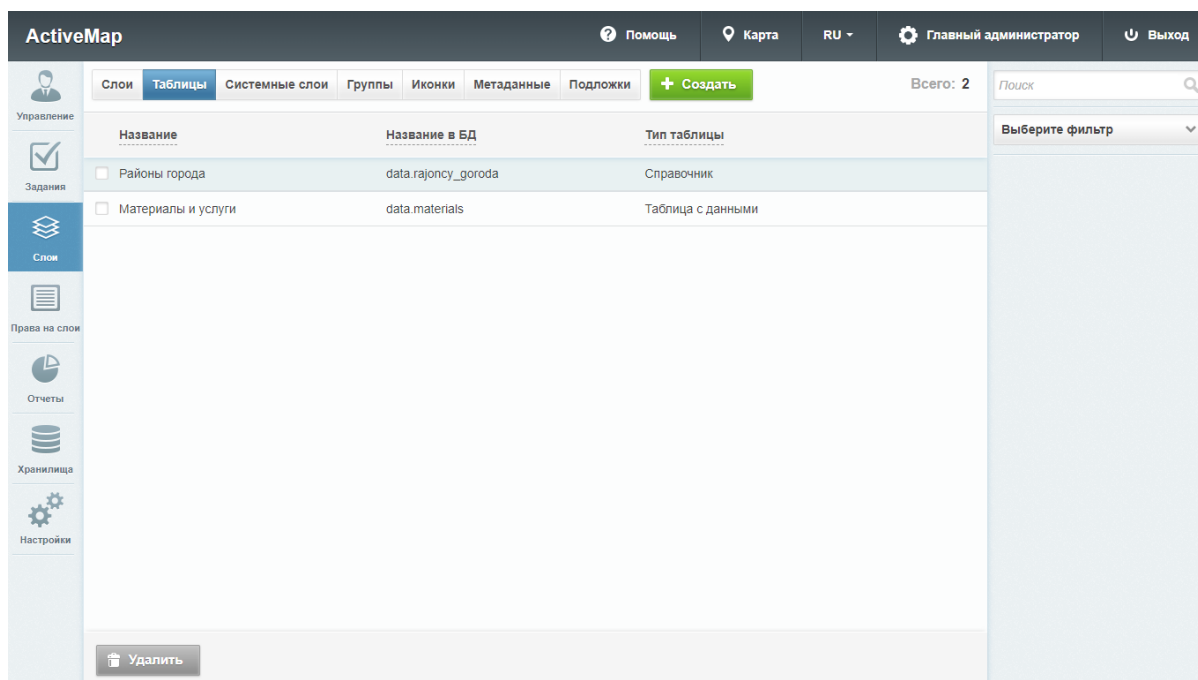 ActiveMap
Помощь
Карта
RU
Главный администратор
Выход
Управление
Задания
Слои
Права на слои
Отчеты
Хранилища
Настройки
Слои Таблицы Системные слои Группы Иконки Метаданные Подложки
Создать
Всего: 2
Название Название в БД Тип таблицы
Районы города data.rajoncy_goroda Справочник
Материалы и услуги data.materials Таблица с данными
Удалить
Поиск
Выберите фильтр